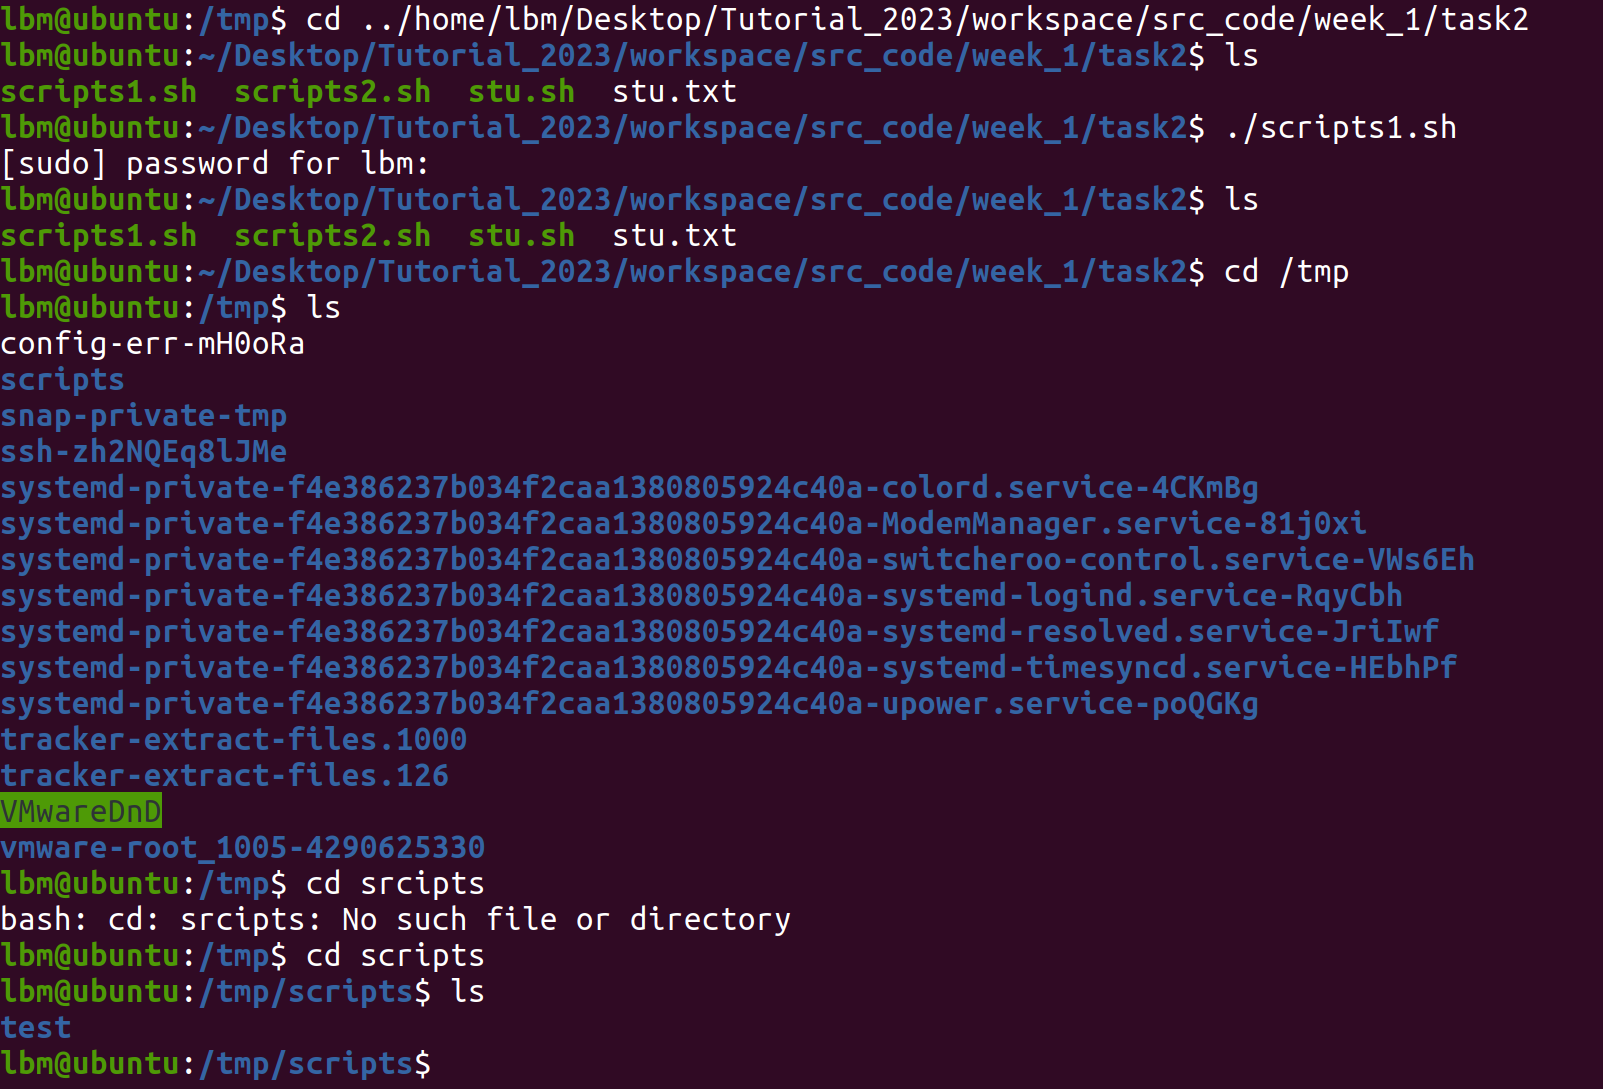 lbm@ubuntu:/tmp$ cd ../home/lbm/Desktop/Tutorial_2023/workspace/src_code/week_1/task2
lbm@ubuntu:~/Desktop/Tutorial_2023/workspace/src_code/week_1/task2$ ls
scripts1.sh  scripts2.sh  stu.sh  stu.txt
lbm@ubuntu:~/Desktop/Tutorial_2023/workspace/src_code/week_1/task2$ ./scripts1.sh
[sudo] password for lbm:
lbm@ubuntu:~/Desktop/Tutorial_2023/workspace/src_code/week_1/task2$ ls
scripts1.sh  scripts2.sh  stu.sh  stu.txt
lbm@ubuntu:~/Desktop/Tutorial_2023/workspace/src_code/week_1/task2$ cd /tmp
lbm@ubuntu:/tmp$ ls
config-err-mH0oRa
scripts
snap-private-tmp
ssh-zh2NQEq8lJMe
systemd-private-f4e386237b034f2caa1380805924c40a-colord.service-4CKmBg
systemd-private-f4e386237b034f2caa1380805924c40a-ModemManager.service-81j0xi
systemd-private-f4e386237b034f2caa1380805924c40a-switcheroo-control.service-VWs6Eh
systemd-private-f4e386237b034f2caa1380805924c40a-systemd-logind.service-RqyCbh
systemd-private-f4e386237b034f2caa1380805924c40a-systemd-resolved.service-JriIwf
systemd-private-f4e386237b034f2caa1380805924c40a-systemd-timesyncd.service-HEbhPf
systemd-private-f4e386237b034f2caa1380805924c40a-upower.service-poQGKg
tracker-extract-files.1000
tracker-extract-files.126
VMwareDnD
vmware-root_1005-4290625330
lbm@ubuntu:/tmp$ cd srcipts
bash: cd: srcipts: No such file or directory
lbm@ubuntu:/tmp$ cd scripts
lbm@ubuntu:/tmp/scripts$ ls
test
lbm@ubuntu:/tmp/scripts$